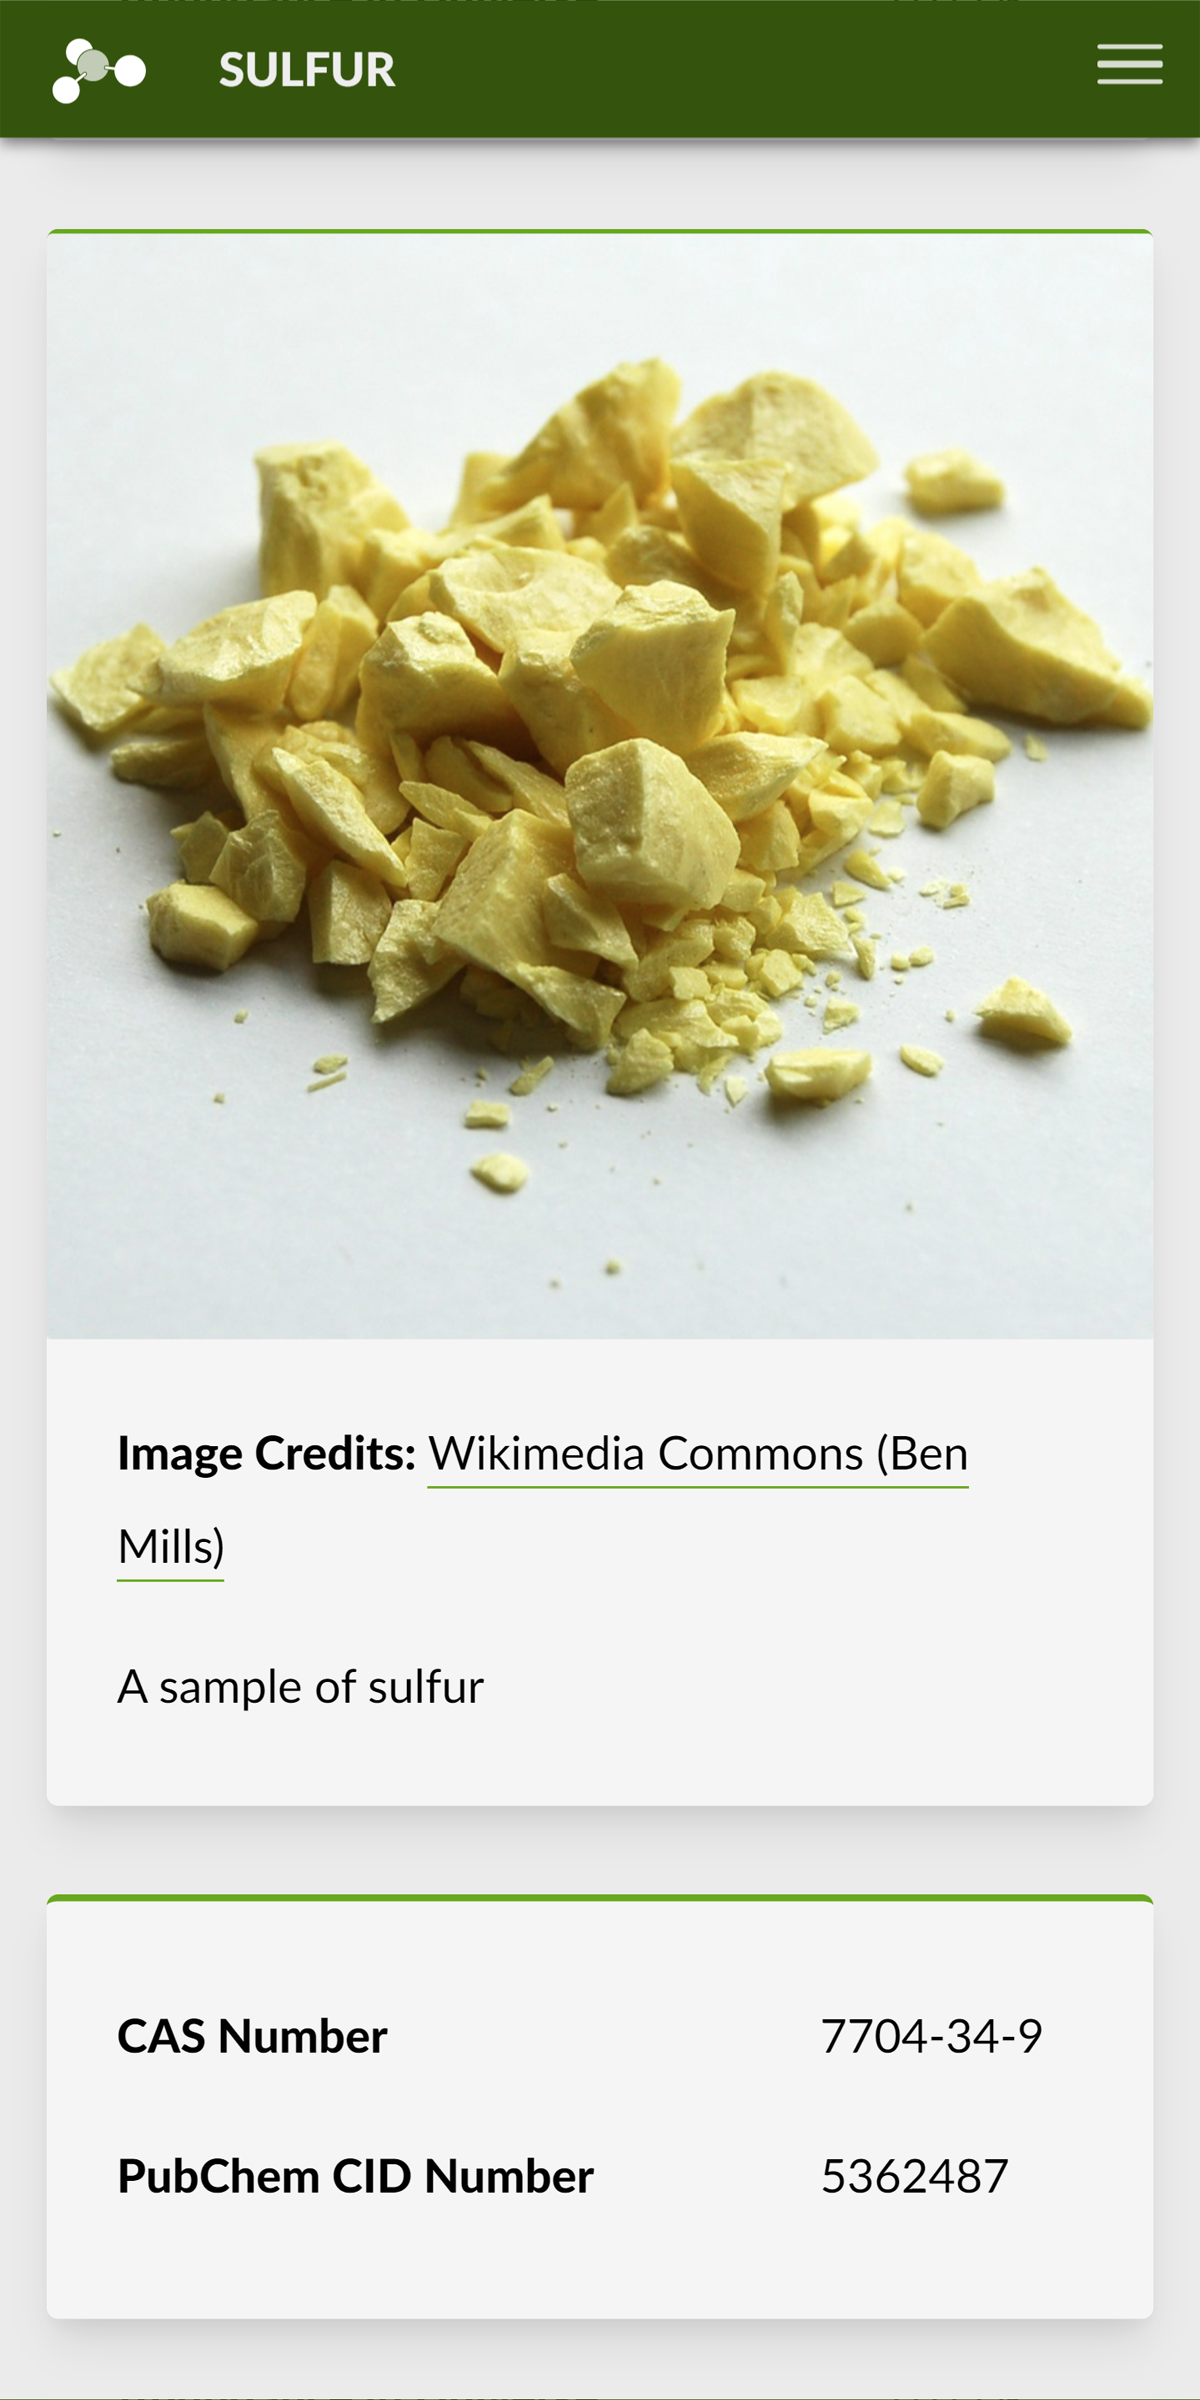 SULFUR
Image Credits: Wikimedia Commons (Ben
Mills)
A sample of sulfur
CAS Number 7704-34-9
PubChem CID Number 5362487